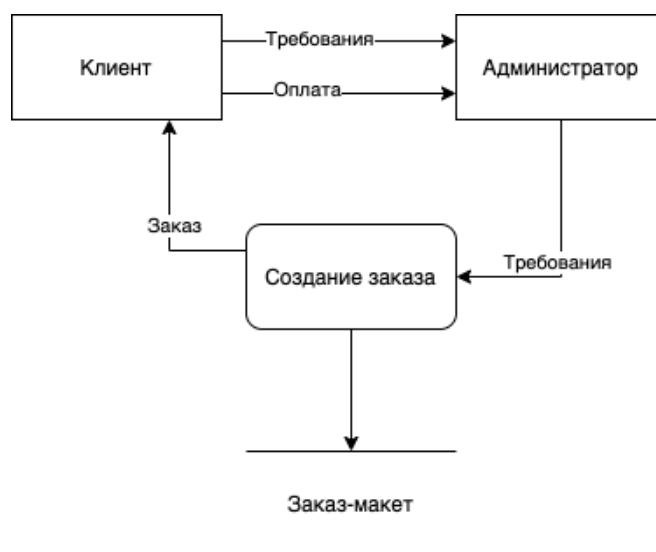 Клиент
Требования
Администратор
Оплата
Заказ
Создание заказа
Требования
Заказ-макет